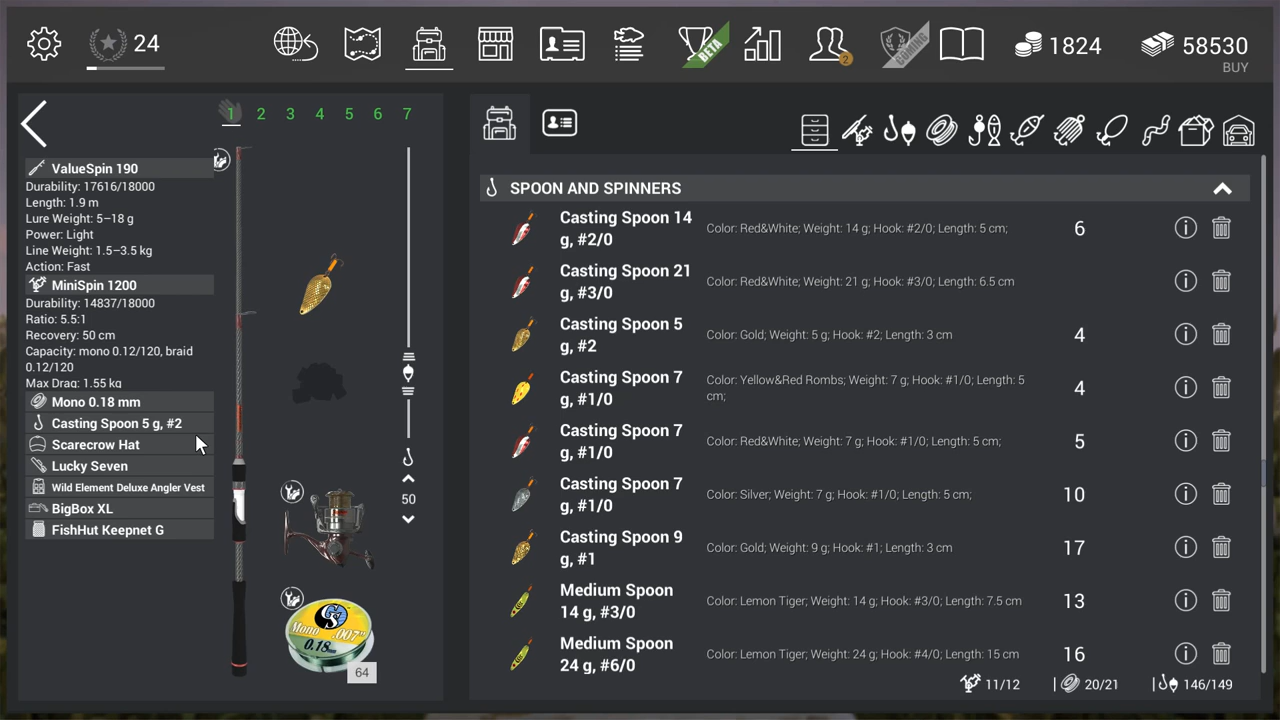 24
BETA
COMING
2
1824
58530
BUY
1 2 3 4 5 6 7
ValueSpin 190
Durability: 17616/18000
Length: 1.9 m
Lure Weight: 5–18 g
Power: Light
Line Weight: 1.5–3.5 kg
Action: Fast
MiniSpin 1200
Durability: 14837/18000
Ratio: 5.5:1
Recovery: 50 cm
Capacity: mono 0.12/120, braid
0.12/120
Max Drag: 1.55 kg
Mono 0.18 mm
Casting Spoon 5 g, #2
Scarecrow Hat
Lucky Seven
Wild Element Deluxe Angler Vest
BigBox XL
FishHut Keepnet G
50
Mono .007"
0.18
64
SPOON AND SPINNERS
Casting Spoon 14
g, #2/0
Color: Red&White; Weight: 14 g; Hook: #2/0; Length: 5 cm;
6
Casting Spoon 21
g, #3/0
Color: Red&White; Weight: 21 g; Hook: #3/0; Length: 6.5 cm
Casting Spoon 5
g, #2
Color: Gold; Weight: 5 g; Hook: #2; Length: 3 cm
4
Casting Spoon 7
g, #1/0
Color: Yellow&Red Rombs; Weight: 7 g; Hook: #1/0; Length: 5
cm;
4
Casting Spoon 7
g, #1/0
Color: Red&White; Weight: 7 g; Hook: #1/0; Length: 5 cm;
5
Casting Spoon 7
g, #1/0
Color: Silver; Weight: 7 g; Hook: #1/0; Length: 5 cm;
10
Casting Spoon 9
g, #1
Color: Gold; Weight: 9 g; Hook: #1; Length: 3 cm
17
Medium Spoon
14 g, #3/0
Color: Lemon Tiger; Weight: 14 g; Hook: #3/0; Length: 7.5 cm
13
Medium Spoon
24 g, #6/0
Color: Lemon Tiger; Weight: 24 g; Hook: #4/0; Length: 15 cm
16
11/12
20/21
146/149